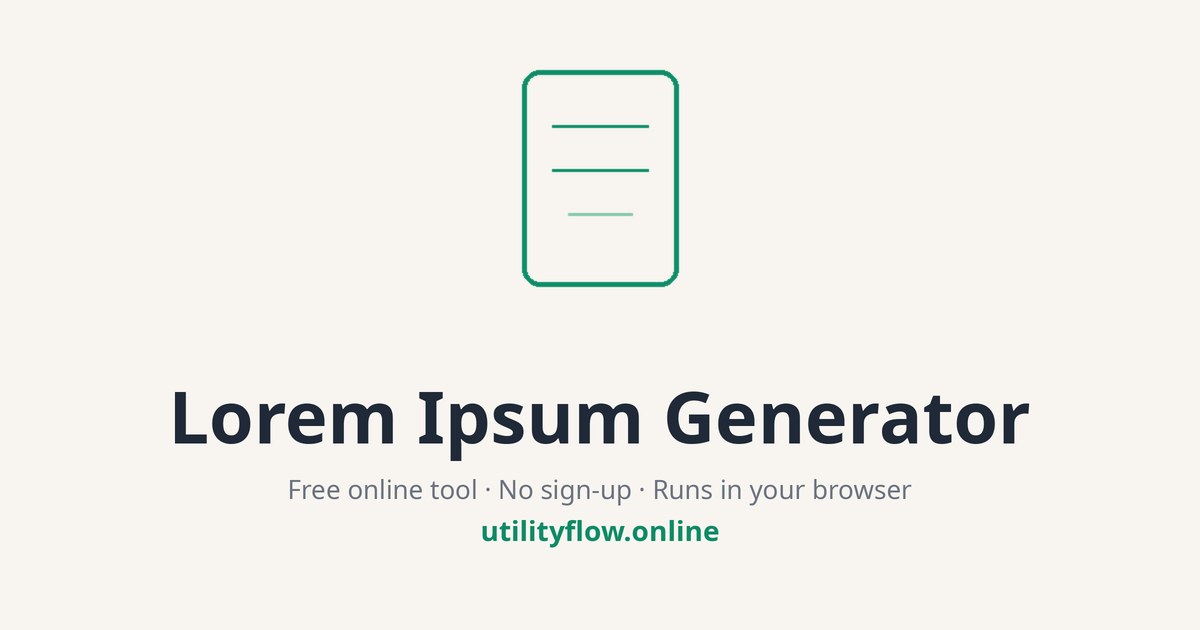 Lorem Ipsum Generator
Free online tool · No sign-up · Runs in your browser
utilityflow.online